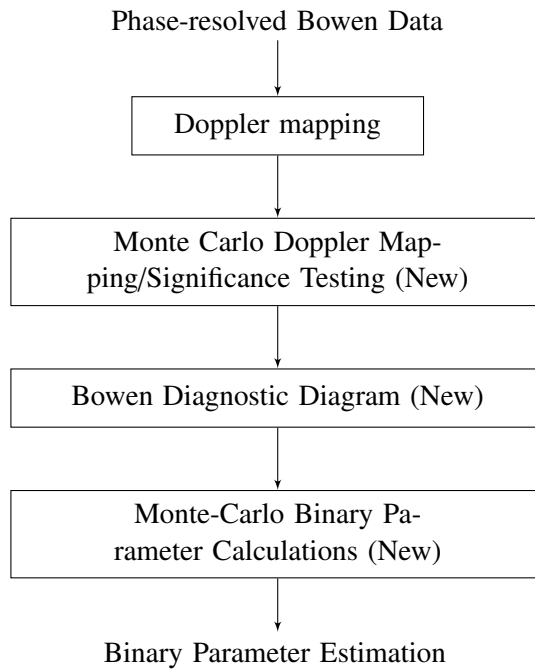 Phase-resolved Bowen Data
Doppler mapping
Monte Carlo Doppler Map-
ping/Significance Testing (New)
Bowen Diagnostic Diagram (New)
Monte-Carlo Binary Pa-
rameter Calculations (New)
Binary Parameter Estimation